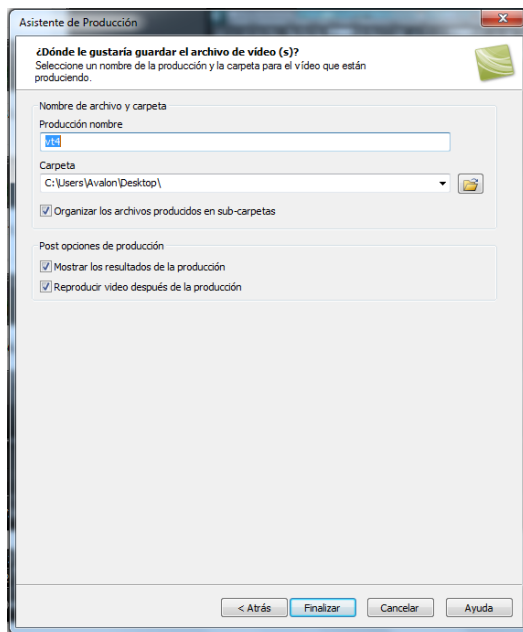 Asistente de Producción
¿Dónde le gustaría guardar el archivo de vídeo (s)?
Seleccione un nombre de la producción y la carpeta para el vídeo que están
produciendo.
Nombre de archivo y carpeta
Producción nombre
vt4
Carpeta
C:\Users\Avalon\Desktop\
Organizar los archivos producidos en sub-carpetas
Post opciones de producción
Mostrar los resultados de la producción
Reproducir video después de la producción
< Atrás Finalizar Cancelar Ayuda